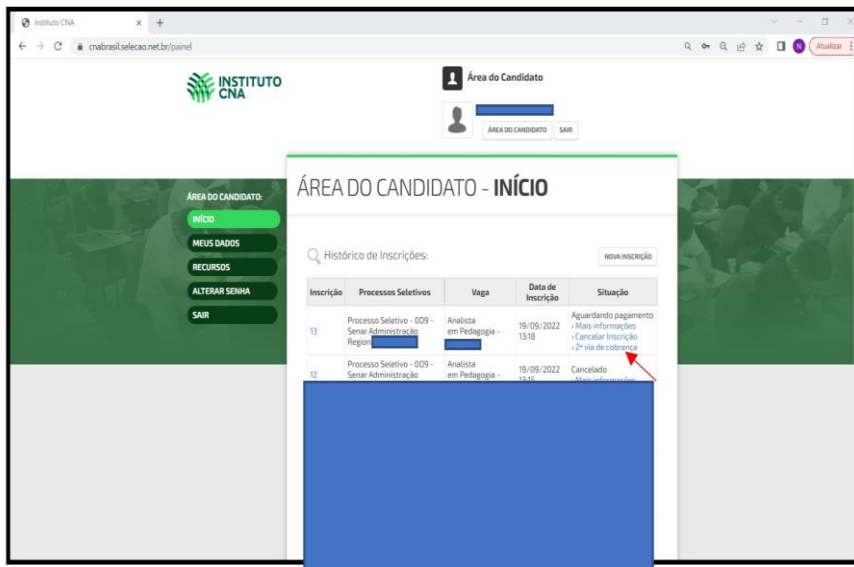 Instituto CNA
cnabrasil.selecao.net.br/painel
N
Atualizar
INSTITUTO
CNA
Área do Candidato
ÁREA DO CANDIDATO
SAIR
ÁREA DO CANDIDATO:
INÍCIO
MEUS DADOS
RECURSOS
ALTERAR SENHA
SAIR
ÁREA DO CANDIDATO - INÍCIO
Histórico de Inscrições:
NOVA INSCRIÇÃO
Inscrição Processos Seletivos Vaga Data de Inscrição Situação
13
Processo Seletivo - 009 -
Senar Administração
Region
Analista
em Pedagogia -
19/09/2022
13:18
Aguardando pagamento
› Mais informações
› Cancelar Inscrição
› 2ª via de cobrança
12
Processo Seletivo - 009 -
Senar Administração
Analista
em Pedagogia -
19/09/2022
13:15
Cancelado
› Mais informações